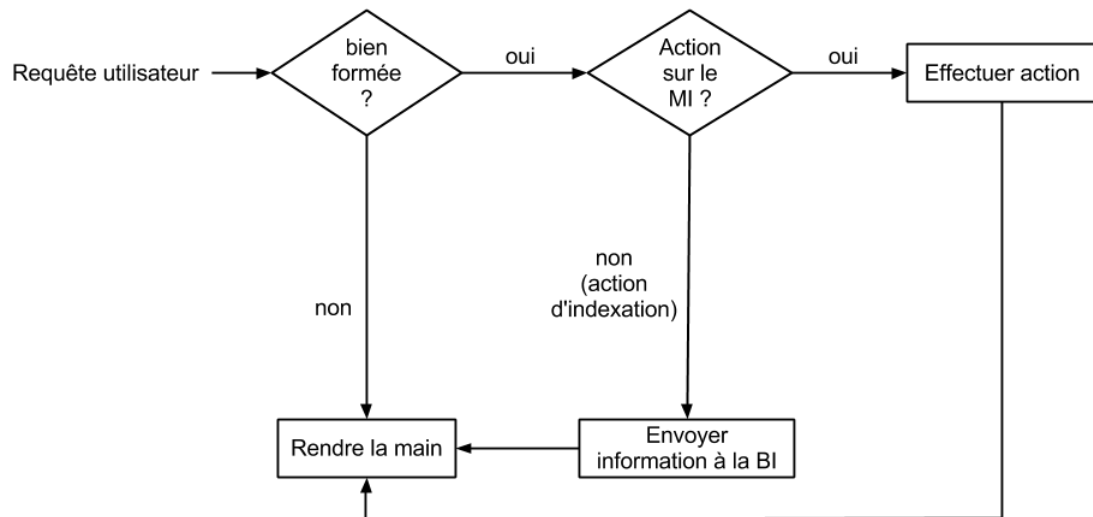 Requête utilisateur
bien
formée
?
oui
Action
sur le
MI ?
oui
Effectuer action
non
non
(action
d'indexation)
Rendre la main
Envoyer
information à la BI